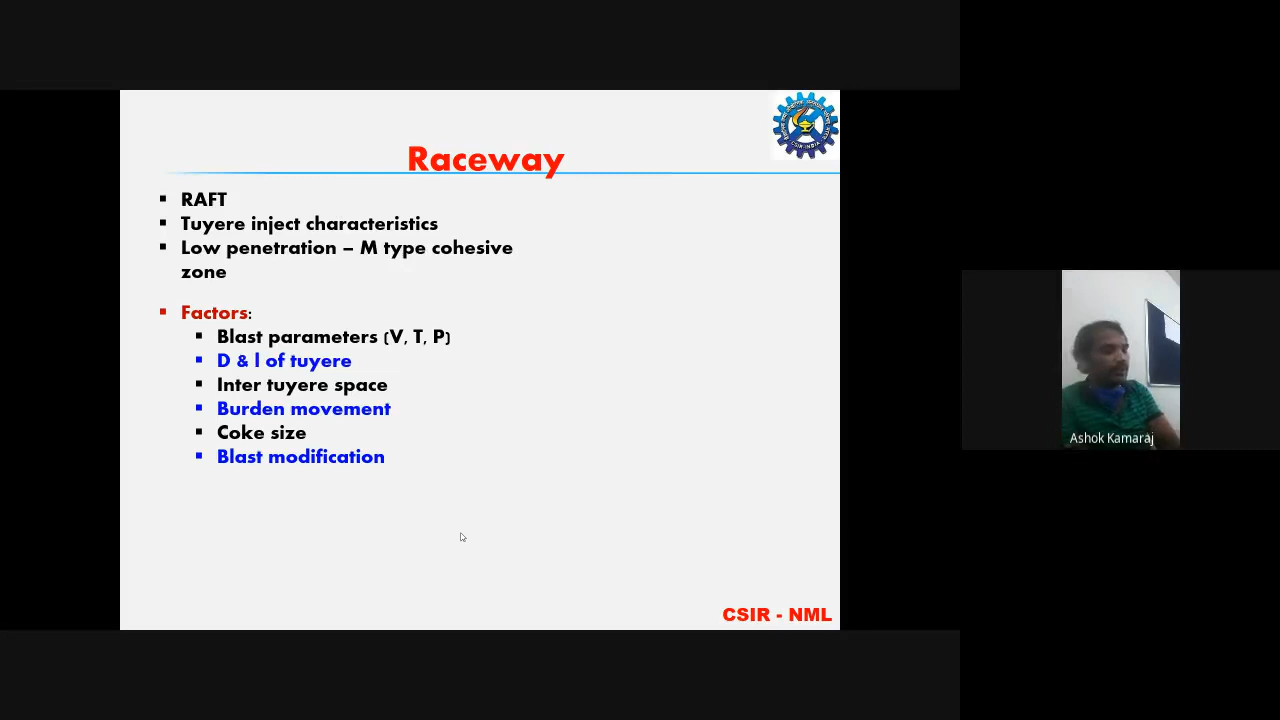 Raceway
RAFT
Tuyere inject characteristics
Low penetration – M type cohesive
zone
Factors:
Blast parameters (V, T, P)
D & l of tuyere
Inter tuyere space
Burden movement
Coke size
Blast modification
CSIR - NML
Ashok Kamaraj